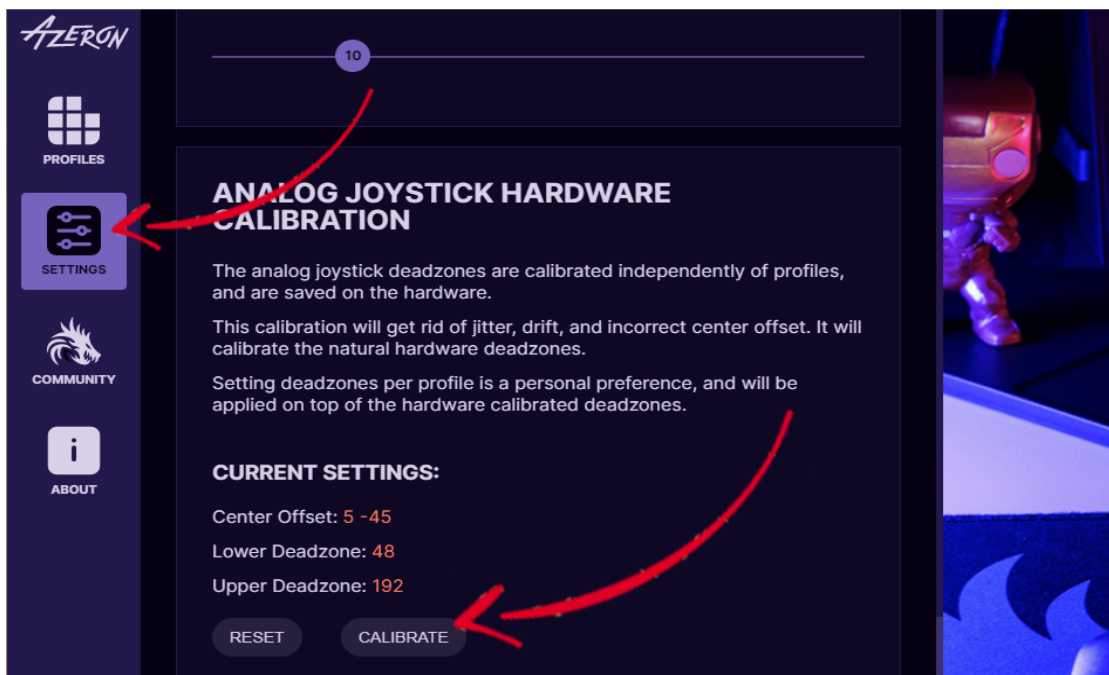 AZERON
10
PROFILES
SETTINGS
COMMUNITY
i
ABOUT
ANALOG JOYSTICK HARDWARE
CALIBRATION
The analog joystick deadzones are calibrated independently of profiles,
and are saved on the hardware.
This calibration will get rid of jitter, drift, and incorrect center offset. It will
calibrate the natural hardware deadzones.
Setting deadzones per profile is a personal preference, and will be
applied on top of the hardware calibrated deadzones.
CURRENT SETTINGS:
Center Offset: 5 -45
Lower Deadzone: 48
Upper Deadzone: 192
RESET CALIBRATE